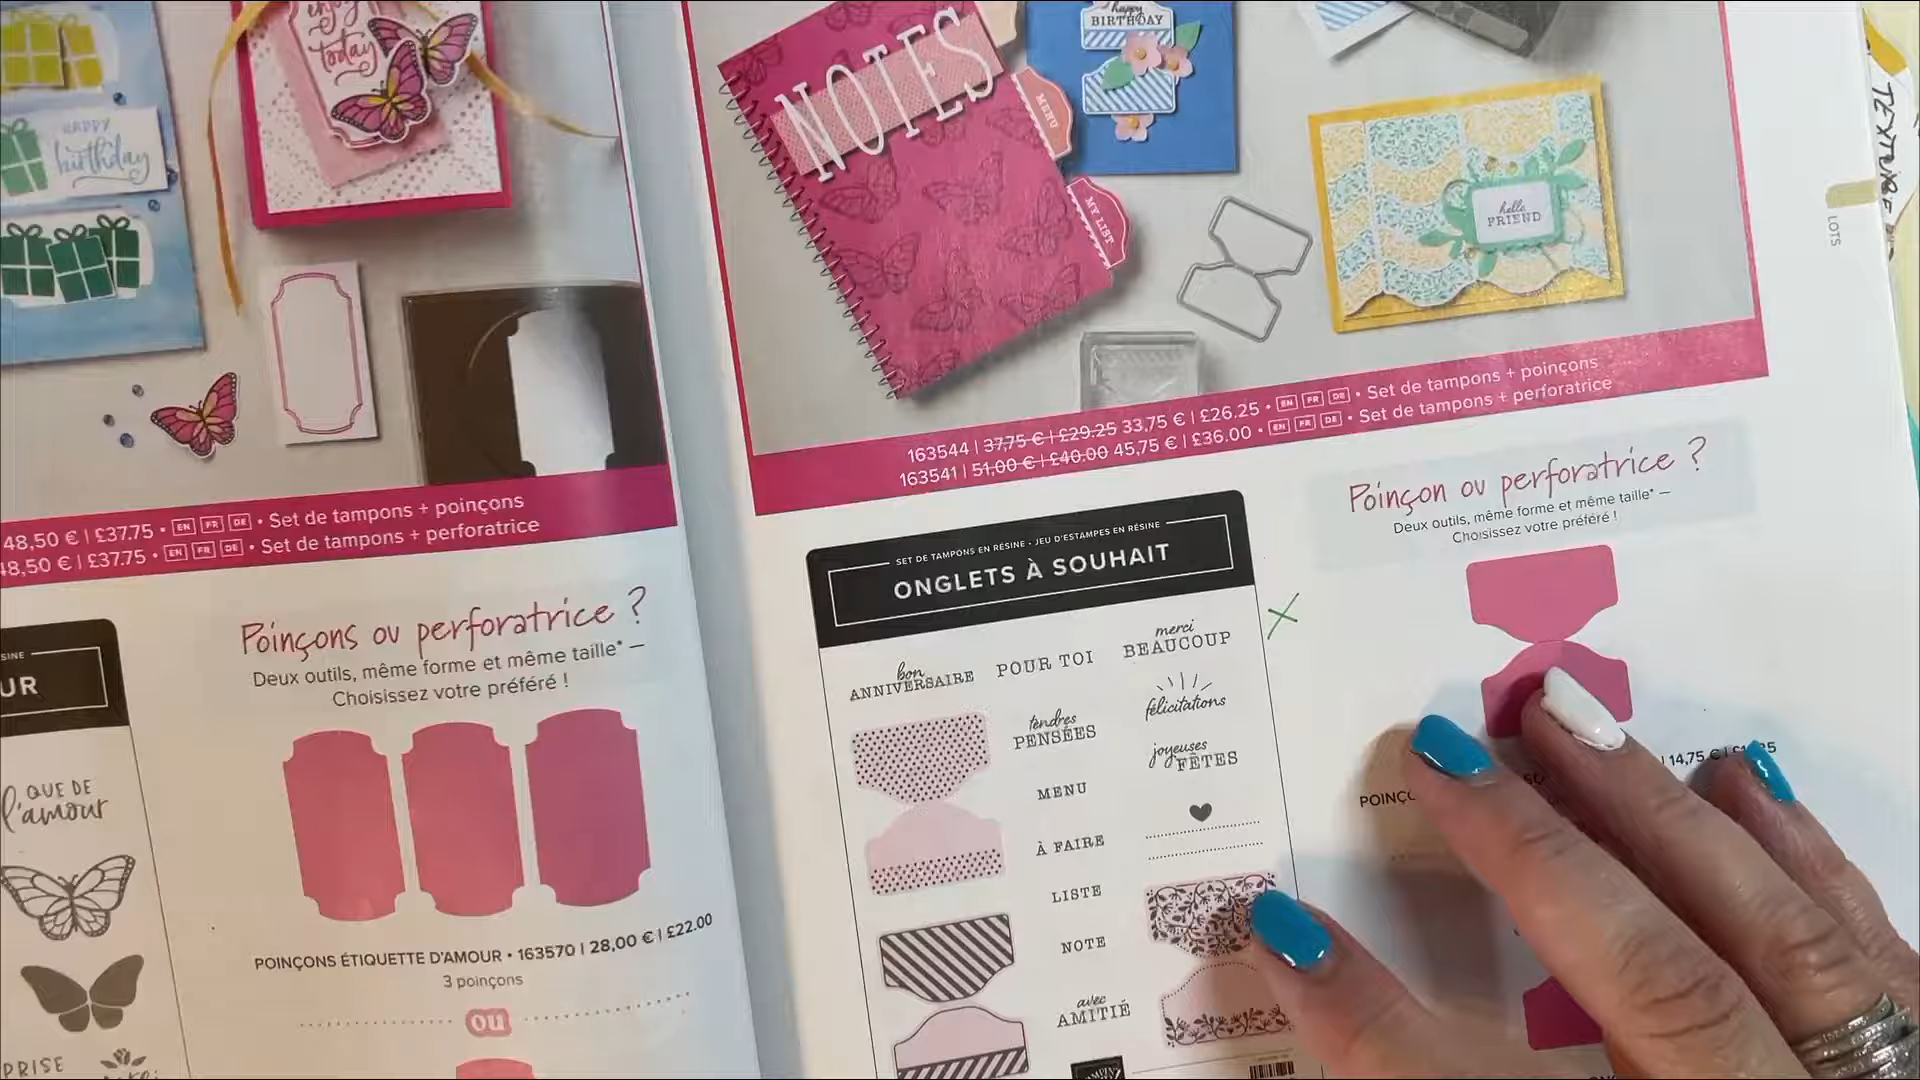 enjoy
today
HAPPY
birthday
48,50 € | £37.75 • EN FR DE • Set de tampons + poinçons
48,50 € | £37.75 • EN FR DE • Set de tampons + perforatrice
Poinçons ou perforatrice ?
Deux outils, même forme et même taille* —
Choisissez votre préféré !
QUE DE
l'amour
POINÇONS ÉTIQUETTE D'AMOUR • 163570 | 28,00 € | £22.00
3 poinçons
ou
NOTES
MENU
MY LIST
happy
BIRTHDAY
hello
FRIEND
163544 | 37,75 € | £29.25 33,75 € | £26.25 • EN FR DE • Set de tampons + poinçons
163541 | 51,00 € | £40.00 45,75 € | £36.00 • EN FR DE • Set de tampons + perforatrice
SET DE TAMPONS EN RÉSINE • JEU D'ESTAMPES EN RÉSINE
ONGLETS À SOUHAIT
bon
ANNIVERSAIRE
POUR TOI
merci
BEAUCOUP
tendres
PENSÉES
félicitations
joyeuses
FÊTES
MENU
À FAIRE
LISTE
NOTE
avec
AMITIÉ
Poinçon ou perforatrice ?
Deux outils, même forme et même taille* —
Choisissez votre préféré !
| 14,75 €
LOTS
TEXTURE